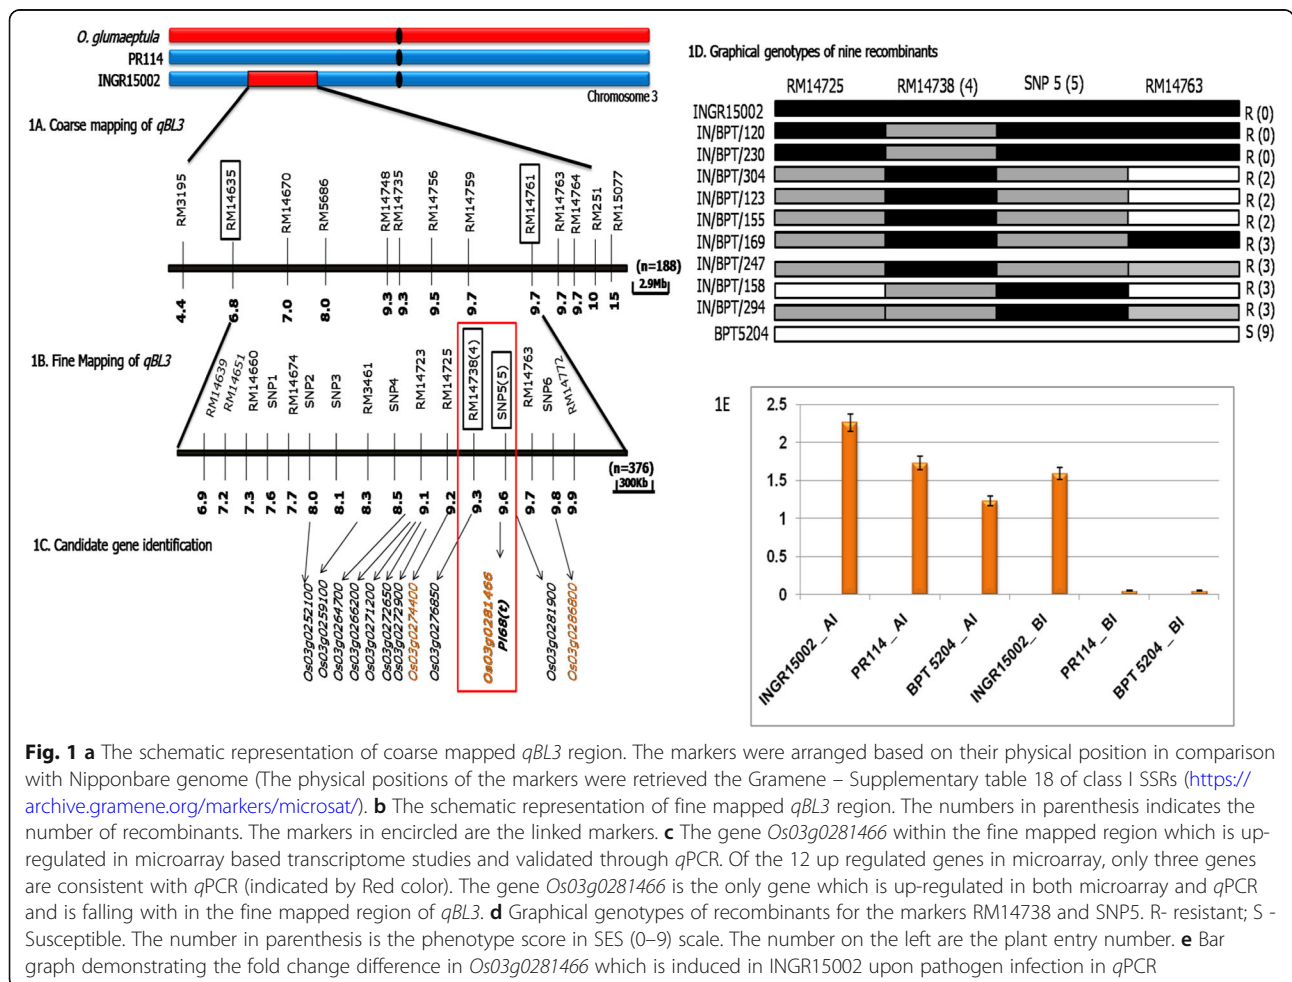 O. glumaeptula
PR114
INGR15002
Chromosome 3
1A. Coarse mapping of qBL3
RM3195
RM14635
RM14670
RM5686
RM14748
RM14735
RM14756
RM14759
RM14761
RM14763
RM14764
RM251
RM15077
(n=188)
2.9Mb
4.4
6.8
7.0
8.0
9.3
9.3
9.5
9.7
9.7
9.7
9.7
10
15
1B. Fine Mapping of qBL3
RM14639
RM14651
RM14660
SNP1
RM14674
SNP2
SNP3
RM3461
SNP4
RM14723
RM14725
RM14738(4)
SNP5(5)
RM14763
SNP6
RM14772
(n=376)
300Kb
6.9
7.2
7.3
7.6
7.7
8.0
8.1
8.3
8.5
9.1
9.2
9.3
9.6
9.7
9.8
9.9
1C. Candidate gene identification
Os03g0252100
Os03g0259100
Os03g0264700
Os03g0266200
Os03g0271200
Os03g0272650
Os03g0272900
Os03g0274400
Os03g0276850
Os03g0281466
Pi68(t)
Os03g0281900
Os03g0286800
1D. Graphical genotypes of nine recombinants
RM14725 RM14738 (4) SNP 5 (5) RM14763
INGR15002 R (0)
IN/BPT/120 R (0)
IN/BPT/230 R (0)
IN/BPT/304 R (2)
IN/BPT/123 R (2)
IN/BPT/155 R (2)
IN/BPT/169 R (3)
IN/BPT/247 R (3)
IN/BPT/158 R (3)
IN/BPT/294 R (3)
BPT5204 S (9)
1E
2.5
2
1.5
1
0.5
0
INGR15002 _ AI
PR114 _ AI
BPT 5204 _ AI
INGR15002_ BI
PR114 _ BI
BPT 5204 _ BI
Fig. 1 a The schematic representation of coarse mapped qBL3 region. The markers were arranged based on their physical position in comparison
with Nipponbare genome (The physical positions of the markers were retrieved the Gramene – Supplementary table 18 of class I SSRs (https://
archive.gramene.org/markers/microsat/). b The schematic representation of fine mapped qBL3 region. The numbers in parenthesis indicates the
number of recombinants. The markers in encircled are the linked markers. c The gene Os03g0281466 within the fine mapped region which is up-
regulated in microarray based transcriptome studies and validated through qPCR. Of the 12 up regulated genes in microarray, only three genes
are consistent with qPCR (indicated by Red color). The gene Os03g0281466 is the only gene which is up-regulated in both microarray and qPCR
and is falling with in the fine mapped region of qBL3. d Graphical genotypes of recombinants for the markers RM14738 and SNP5. R- resistant; S -
Susceptible. The number in parenthesis is the phenotype score in SES (0–9) scale. The number on the left are the plant entry number. e Bar
graph demonstrating the fold change difference in Os03g0281466 which is induced in INGR15002 upon pathogen infection in qPCR